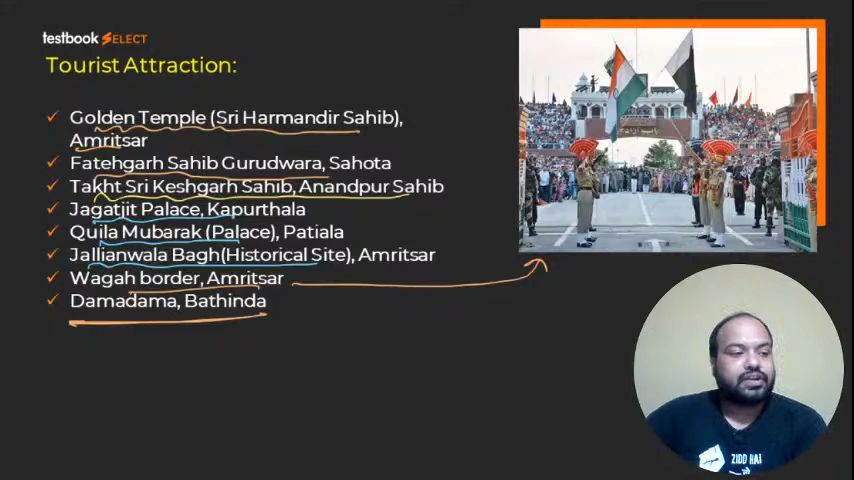 testbook SELECT
Tourist Attraction:
Golden Temple (Sri Harmandir Sahib),
Amritsar
Fatehgarh Sahib Gurudwara, Sahota
Takht Sri Keshgarh Sahib, Anandpur Sahib
Jagatjit Palace, Kapurthala
Quila Mubarak (Palace), Patiala
Jallianwala Bagh(Historical Site), Amritsar
Wagah border, Amritsar
Damadama, Bathinda
ZIDD HAI